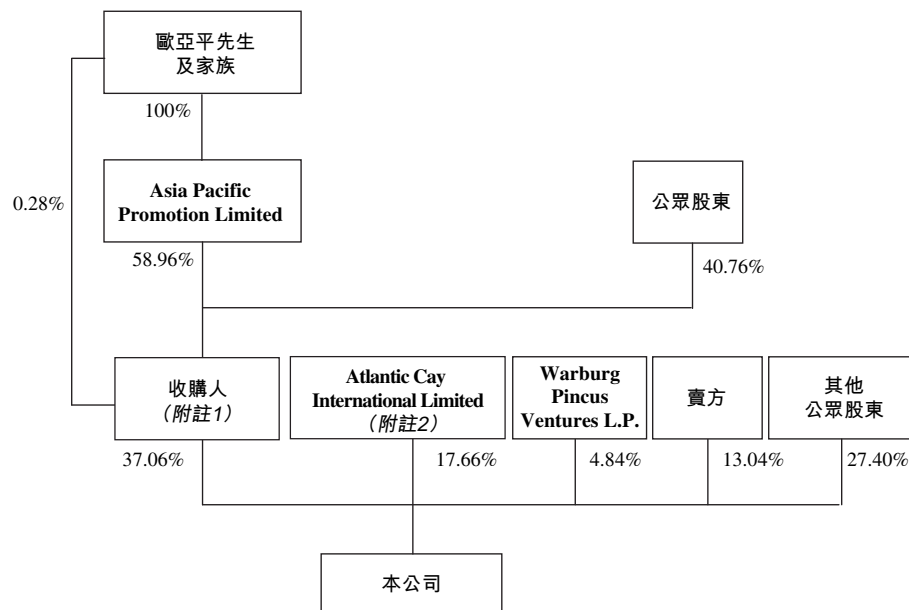 歐亞平先生
及家族
100%
0.28%
Asia Pacific
Promotion Limited
公眾股東
58.96%
40.76%
收購人
（附註1）
Atlantic Cay
International Limited
（附註2）
Warburg
Pincus
Ventures L.P.
賣方
其他
公眾股東
37.06%
17.66%
4.84%
13.04%
27.40%
本公司